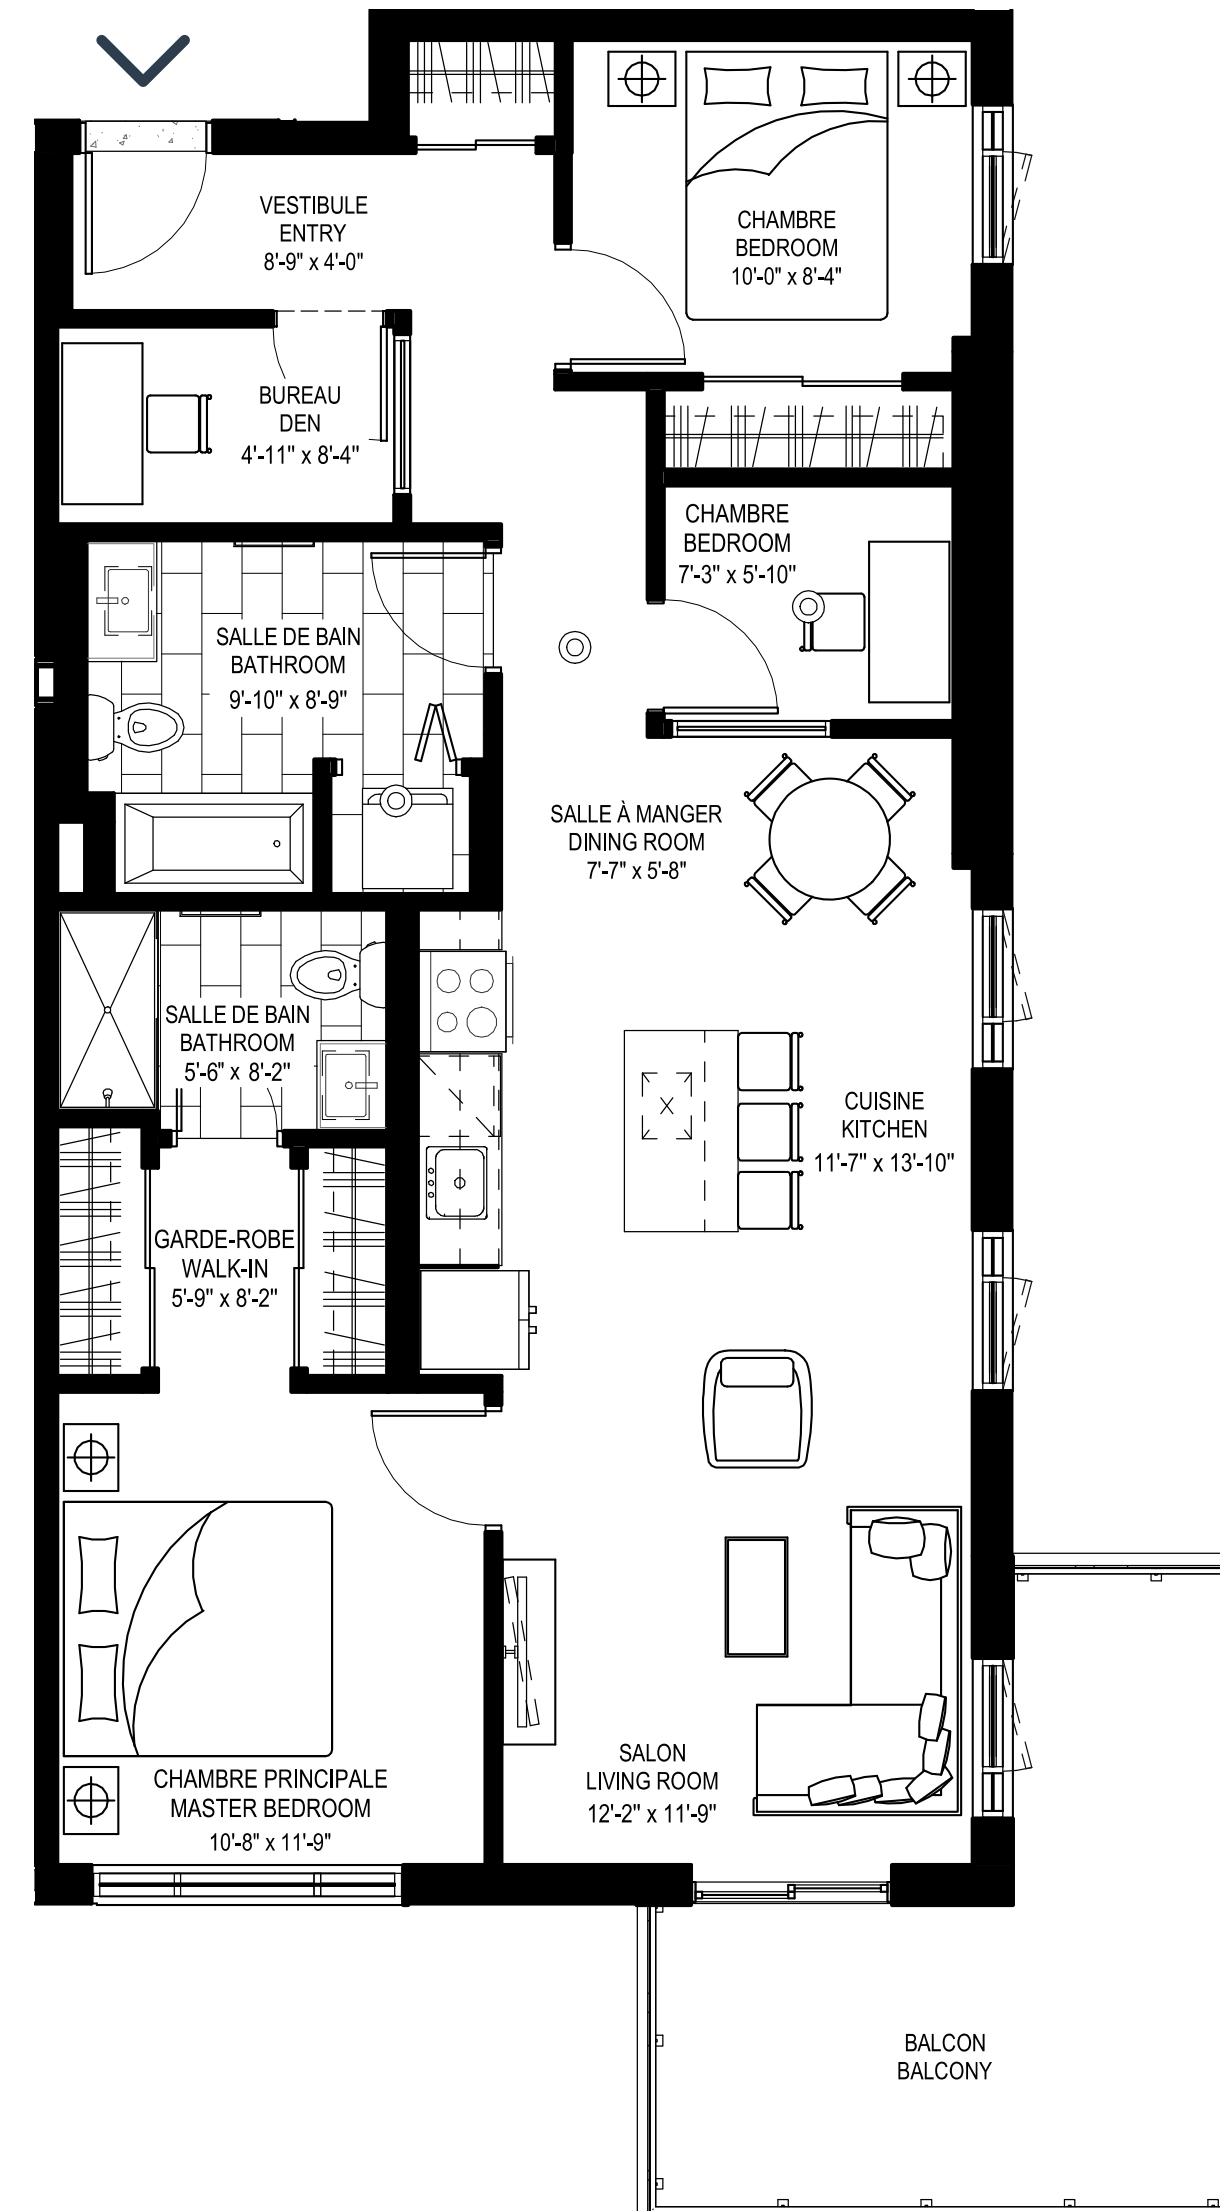 VESTIBULE
ENTRY
8'-9" x 4'-0"
CHAMBRE
BEDROOM
10'-0" x 8'-4"
BUREAU
DEN
4'-11" x 8'-4"
CHAMBRE
BEDROOM
7'-3" x 5'-10"
SALLE DE BAIN
BATHROOM
9'-10" x 8'-9"
SALLE À MANGER
DINING ROOM
7'-7" x 5'-8"
SALLE DE BAIN
BATHROOM
5'-6" x 8'-2"
CUISINE
KITCHEN
11'-7" x 13'-10"
GARDE-ROBE
WALK-IN
5'-9" x 8'-2"
SALON
LIVING ROOM
12'-2" x 11'-9"
CHAMBRE PRINCIPALE
MASTER BEDROOM
10'-8" x 11'-9"
BALCON
BALCONY